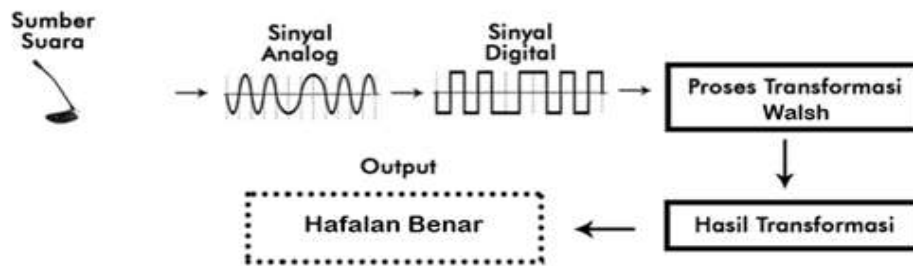 Sumber
Suara
Sinyal
Analog
Sinyal
Digital
Proses Transformasi
Walsh
Hasil Transformasi
Output
Hafalan Benar